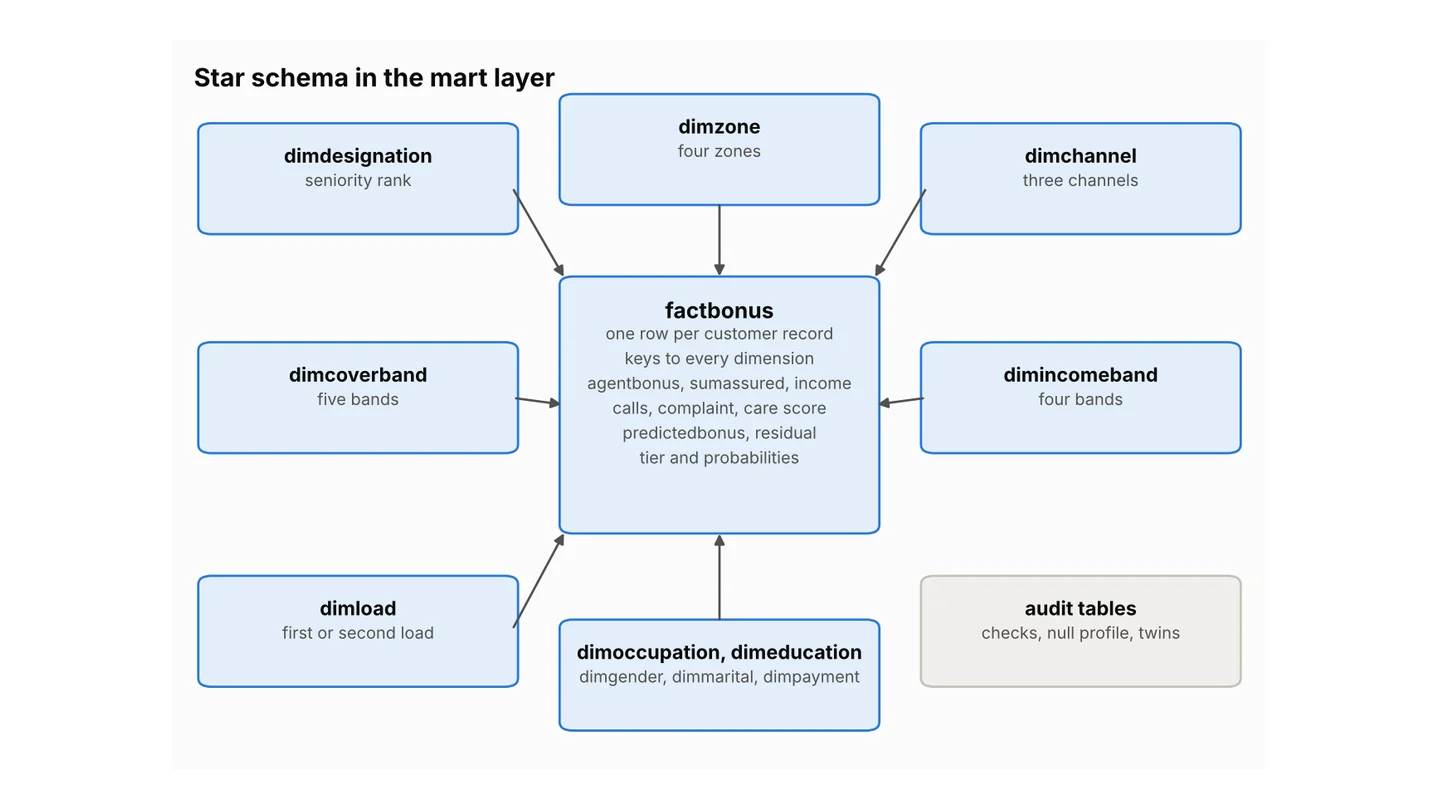 Star schema in the mart layer
dimzone
four zones
dimdesignation
seniority rank
dimchannel
three channels
factbonus
one row per customer record
keys to every dimension
agentbonus, sumassured, income
calls, complaint, care score
predictedbonus, residual
tier and probabilities
dimcoverband
five bands
dimincomeband
four bands
dimload
first or second load
audit tables
checks, null profile, twins
dimoccupation, dimeducation
dimgender, dimmarital, dimpayment